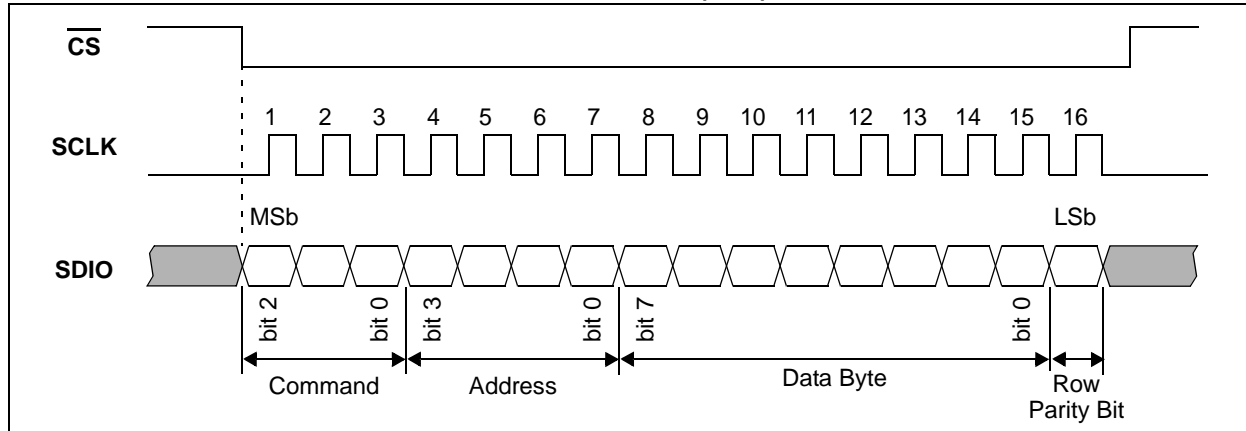 CS
1 2 3 4 5 6 7 8 9 10 11 12 13 14 15 16
SCLK
MSb LSb
SDIO
bit 2 bit 0 bit 3 bit 0 bit 7 bit 0
Command Address Data Byte Row
Parity Bit